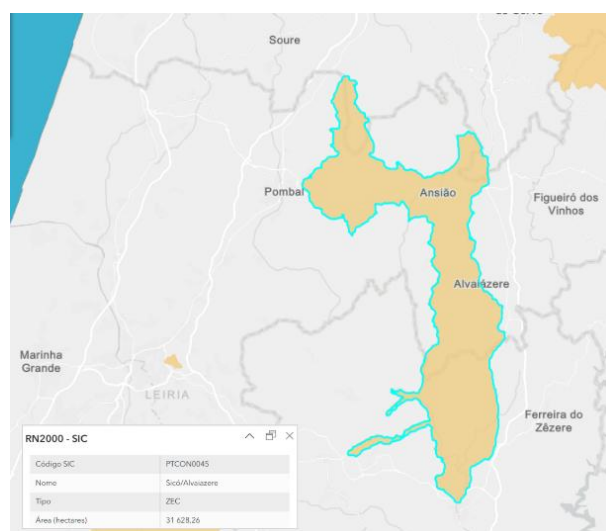 Soure
Pombal
Ansião
Figueiró dos
Vinhos
Alvaiázere
Marinha
Grande
LEIRIA
Ferreira do
Zêzere
RN2000 - SIC
Código SIC PTCON0045
Nome Sicó/Alvaiazere
Tipo ZEC
Área (hectares) 31 628,26